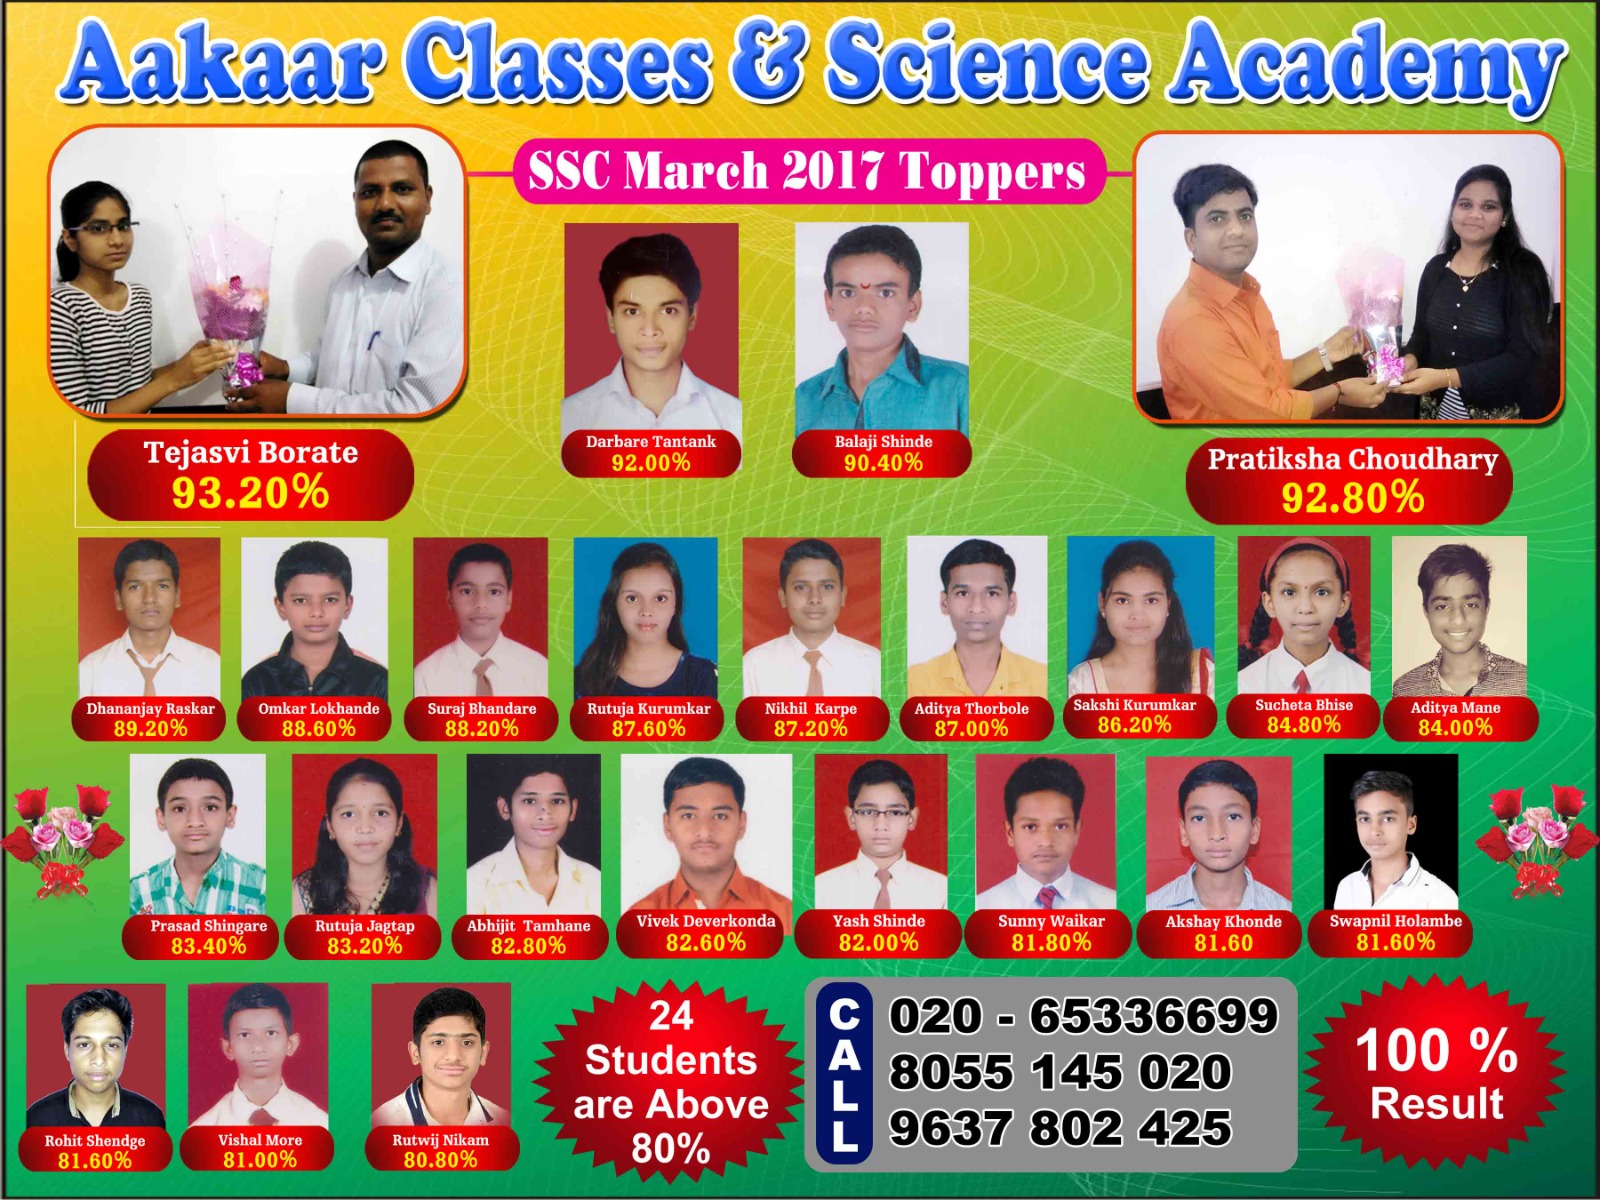 Aakaar Classes & Science Academy
SSC March 2017 Toppers
Darbare Tantank
92.00%
Balaji Shinde
90.40%
Tejasvi Borate
93.20%
Pratiksha Choudhary
92.80%
Dhananjay Raskar
89.20%
Omkar Lokhande
88.60%
Suraj Bhandare
88.20%
Rutuja Kurumkar
87.60%
Nikhil Karpe
87.20%
Aditya Thorbole
87.00%
Sakshi Kurumkar
86.20%
Sucheta Bhise
84.80%
Aditya Mane
84.00%
Prasad Shingare
83.40%
Rutuja Jagtap
83.20%
Abhijit Tamhane
82.80%
Vivek Deverkonda
82.60%
Yash Shinde
82.00%
Sunny Waikar
81.80%
Akshay Khonde
81.60
Swapnil Holambe
81.60%
Rohit Shendge
81.60%
Vishal More
81.00%
Rutwij Nikam
80.80%
24
Students
are Above
80%
CALL
020 - 65336699
8055 145 020
9637 802 425
100 %
Result